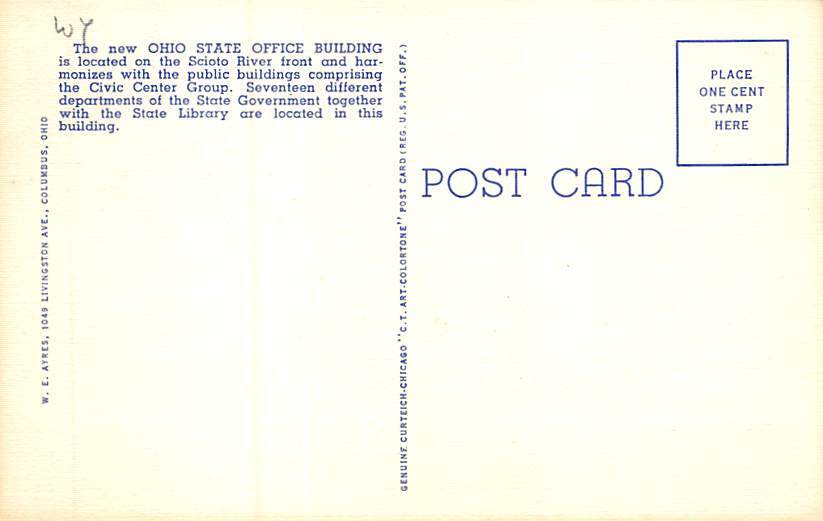 WY
The new OHIO STATE OFFICE BUILDING
is located on the Scioto River front and har-
monizes with the public buildings comprising
the Civic Center Group. Seventeen different
departments of the State Government together
with the State Library are located in this
building.
W. E. AYRES, 1049 LIVINGSTON AVE., COLUMBUS, OHIO
GENUINE CURTEICH-CHICAGO "C.T. ART-COLORTONE" POST CARD (REG. U.S. PAT. OFF.)
POST CARD
PLACE
ONE CENT
STAMP
HERE